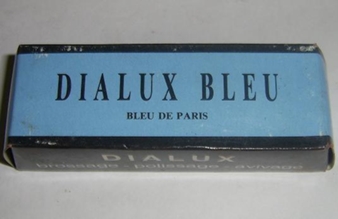 DIALUX BLEU
BLEU DE PARIS
DIALUX
brossage - polissage - avivage